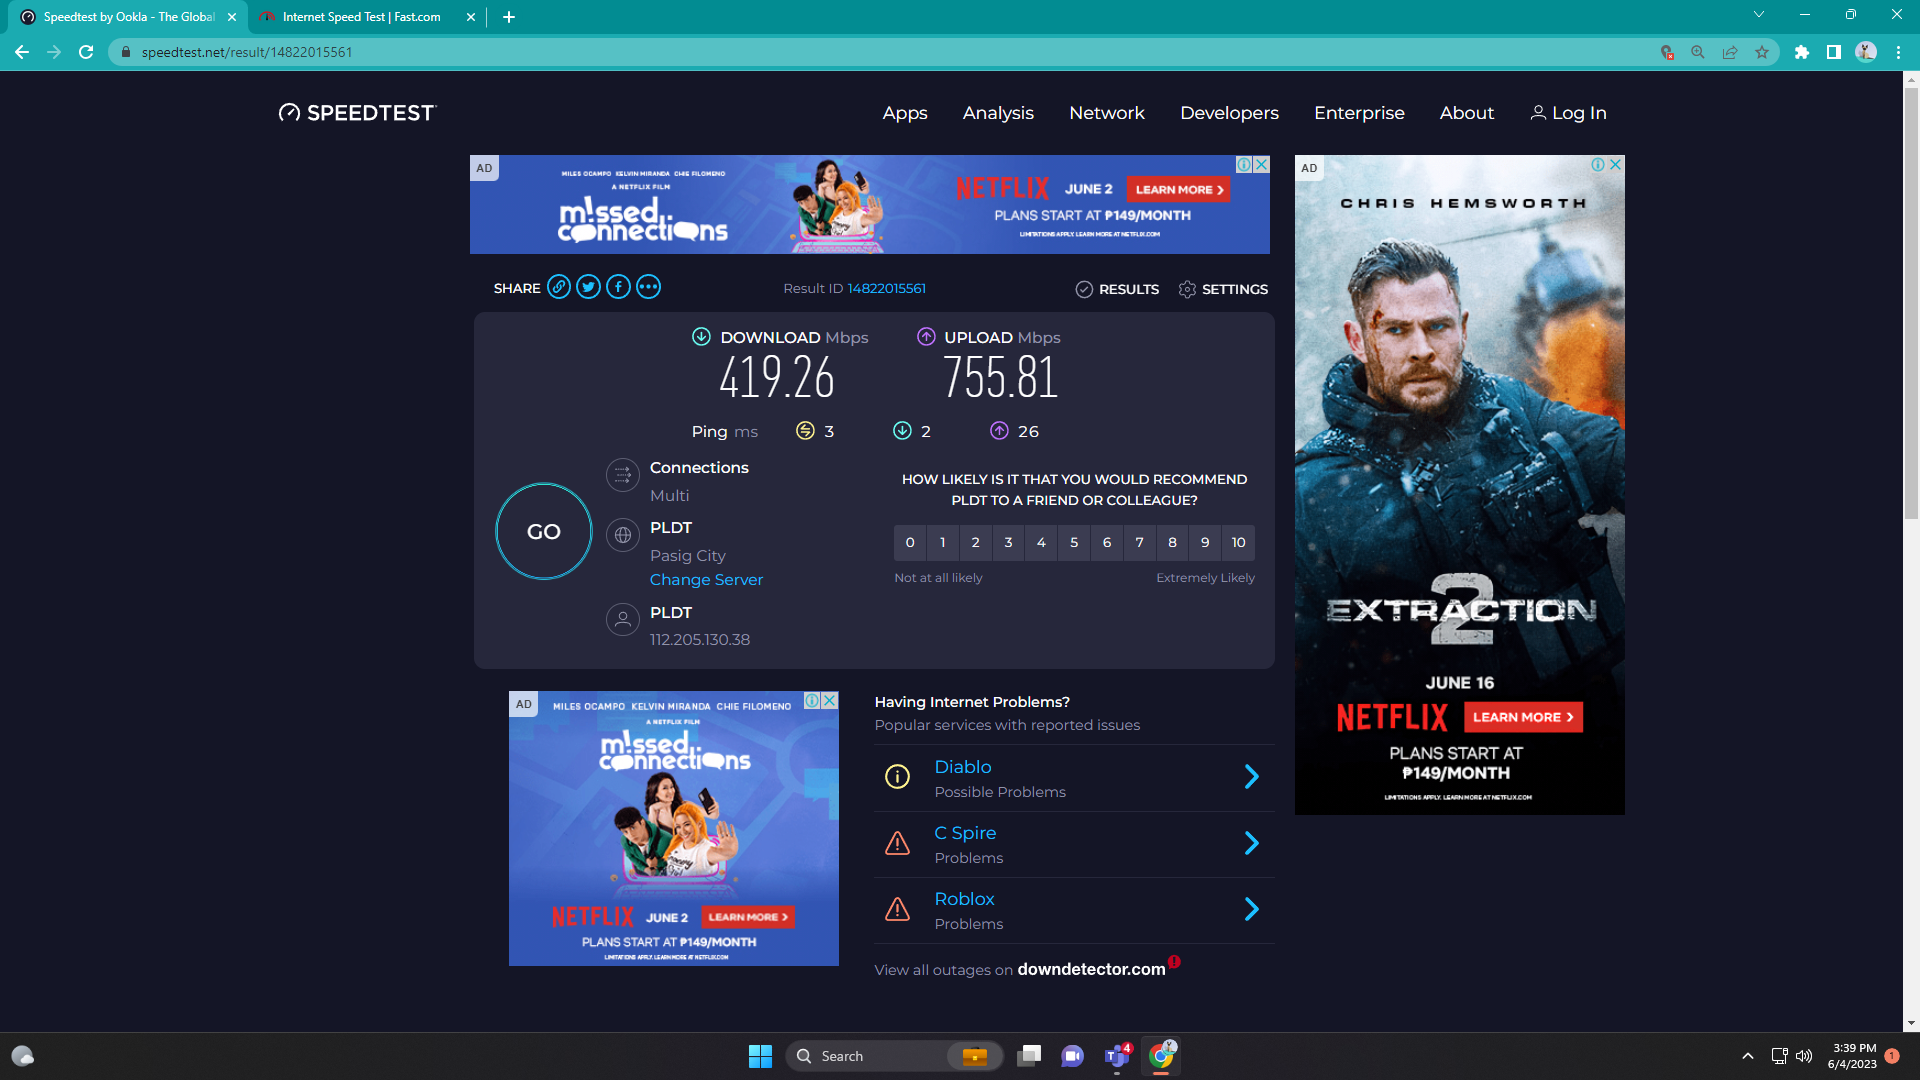 Speedtest by Ookla - The Global
Internet Speed Test | Fast.com
speedtest.net/result/14822015561
SPEEDTEST
Apps
Analysis
Network
Developers
Enterprise
About
Log In
AD
MILES OCAMPO KELVIN MIRANDA CHIE FILOMENO
A NETFLIX FILM
m!ssed
connections
NETFLIX JUNE 2 LEARN MORE
PLANS START AT ₱149/MONTH
LIMITATIONS APPLY. LEARN MORE AT NETFLIX.COM
AD
CHRIS HEMSWORTH
EXTRACTION
2
JUNE 16
NETFLIX LEARN MORE
PLANS START AT
₱149/MONTH
LIMITATIONS APPLY. LEARN MORE AT NETFLIX.COM
SHARE
Result ID 14822015561
RESULTS
SETTINGS
DOWNLOAD Mbps
419.26
UPLOAD Mbps
755.81
Ping ms 3 2 26
GO
Connections
Multi
PLDT
Pasig City
Change Server
PLDT
112.205.130.38
HOW LIKELY IS IT THAT YOU WOULD RECOMMEND
PLDT TO A FRIEND OR COLLEAGUE?
0 1 2 3 4 5 6 7 8 9 10
Not at all likely Extremely Likely
AD
MILES OCAMPO KELVIN MIRANDA CHIE FILOMENO
A NETFLIX FILM
m!ssed
connections
NETFLIX JUNE 2 LEARN MORE
PLANS START AT ₱149/MONTH
LIMITATIONS APPLY. LEARN MORE AT NETFLIX.COM
Having Internet Problems?
Popular services with reported issues
Diablo
Possible Problems
C Spire
Problems
Roblox
Problems
View all outages on downdetector.com
Search
4
3:39 PM
6/4/2023
1